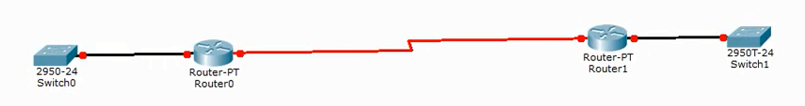 2950-24
Switch0
Router-PT
Router0
Router-PT
Router1
2950T-24
Switch1